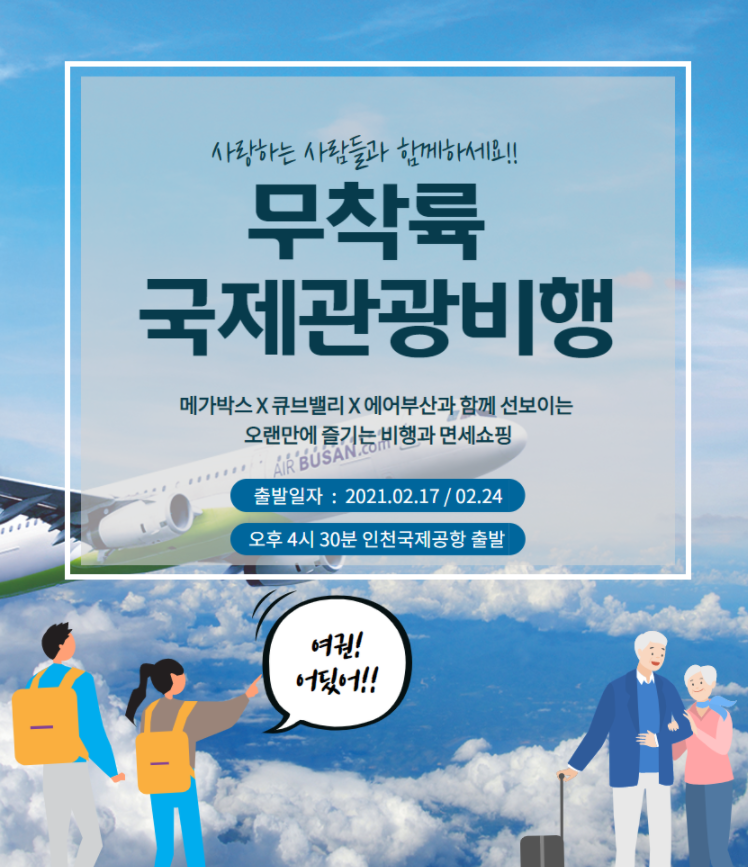 사랑하는 사람들과 함께하세요!!
무착륙
국제관광비행
메가박스 X 큐브밸리 X 에어부산과 함께 선보이는
오랜만에 즐기는 비행과 면세쇼핑
AIR BUSAN.com
출발일자 : 2021.02.17 / 02.24
오후 4시 30분 인천국제공항 출발
여권!
어딨어!!